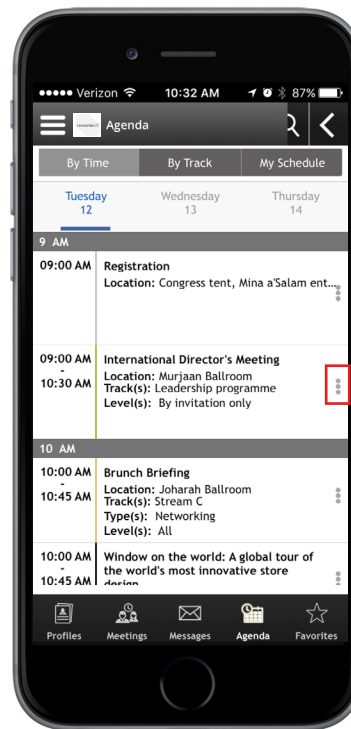 Verizon 10:32 AM 87%
Agenda
By Time By Track My Schedule
Tuesday Wednesday Thursday
12 13 14
9 AM
09:00 AM Registration
Location: Congress tent, Mina a'Salam ent...
09:00 AM International Director's Meeting
-
10:30 AM Location: Murjaan Ballroom
Track(s): Leadership programme
Level(s): By invitation only
10 AM
10:00 AM Brunch Briefing
-
10:45 AM Location: Joharah Ballroom
Track(s): Stream C
Type(s): Networking
Level(s): All
10:00 AM Window on the world: A global tour of
- the world's most innovative store
10:45 AM design
Profiles Meetings Messages Agenda Favorites